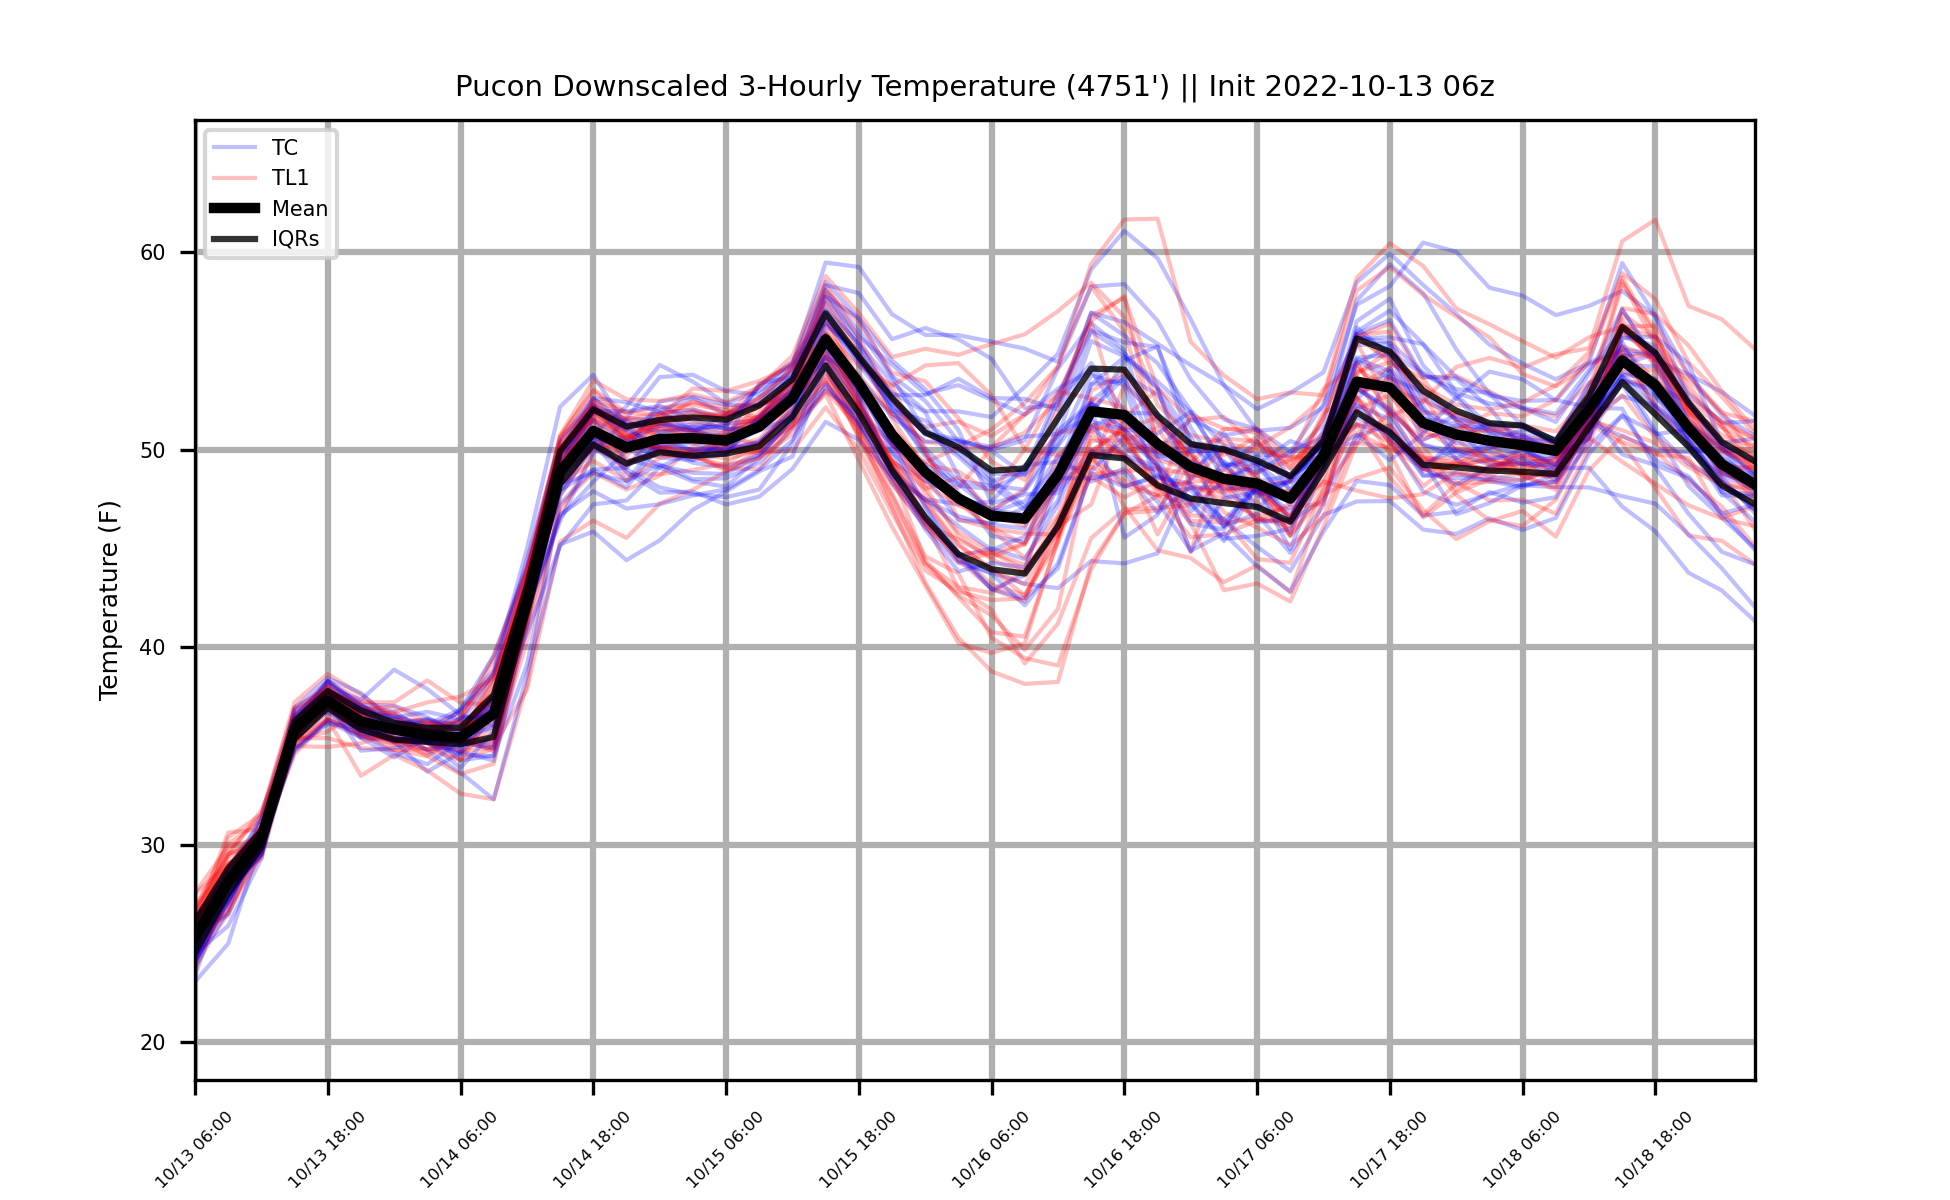 Pucon Downscaled 3-Hourly Temperature (4751') || Init 2022-10-13 06z
TC
TL1
Mean
IQRs
Temperature (F)
60
50
40
30
20
10/13 06:00
10/13 18:00
10/14 06:00
10/14 18:00
10/15 06:00
10/15 18:00
10/16 06:00
10/16 18:00
10/17 06:00
10/17 18:00
10/18 06:00
10/18 18:00